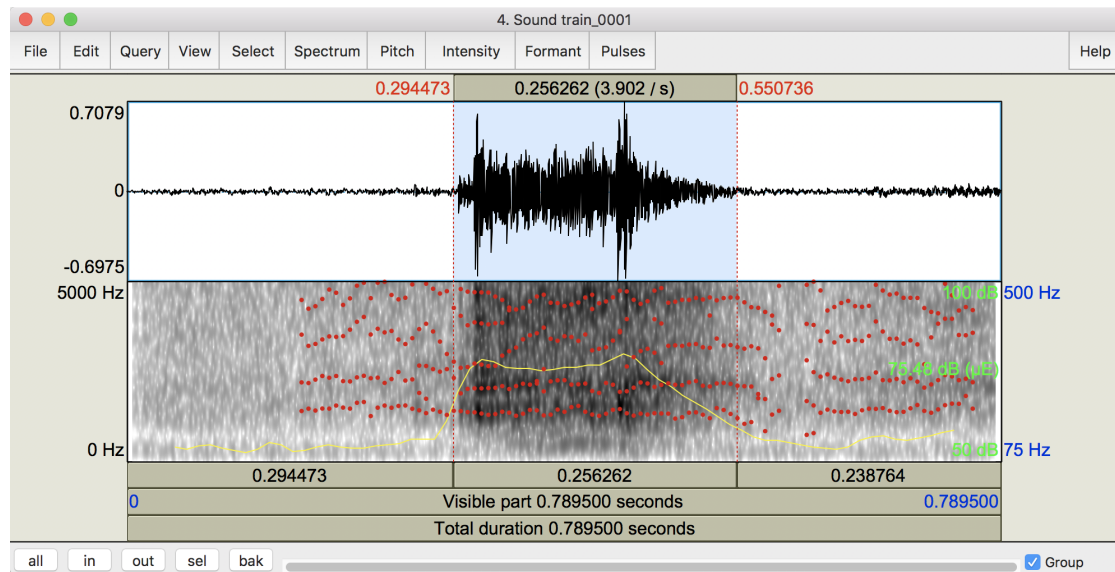 4. Sound train_0001
File Edit Query View Select Spectrum Pitch Intensity Formant Pulses Help
0.294473 0.256262 (3.902 / s) 0.550736
0.7079
0
-0.6975
5000 Hz 100 dB 500 Hz
78.48 dB (µE)
0 Hz 50 dB 75 Hz
0.294473 0.256262 0.238764
0 Visible part 0.789500 seconds 0.789500
Total duration 0.789500 seconds
all in out sel bak Group